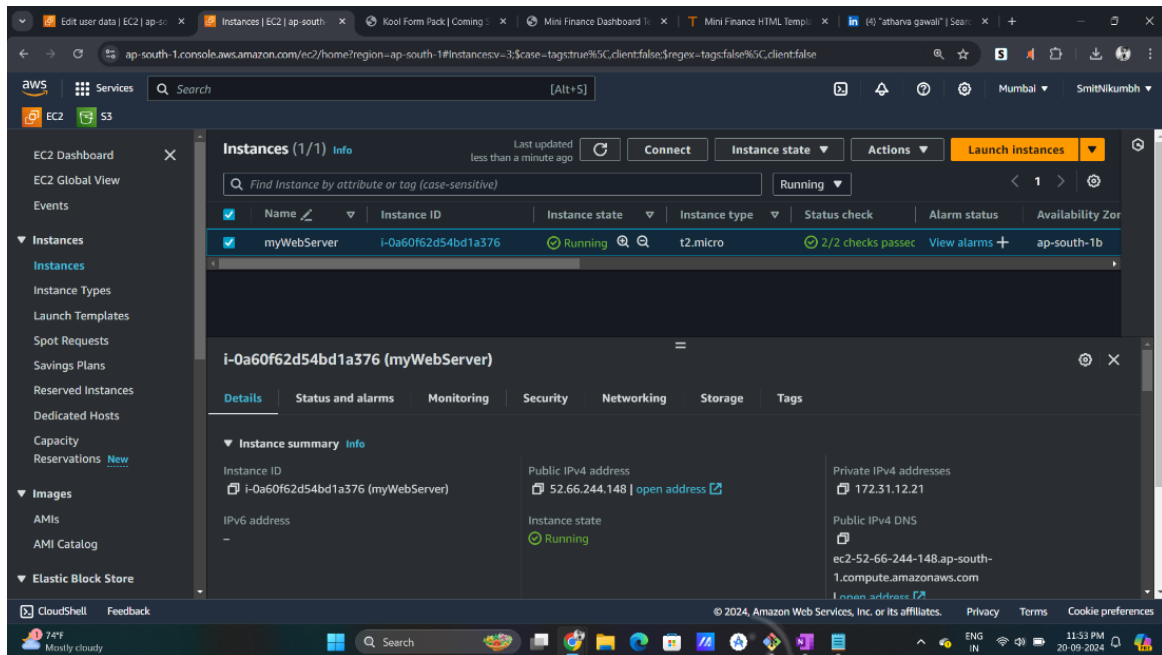 Edit user data | EC2 | ap-so
Instances | EC2 | ap-south-
Kool Form Pack | Coming S
Mini Finance Dashboard Te
Mini Finance HTML Templ
(4) "atharva gawali" | Searc
ap-south-1.console.aws.amazon.com/ec2/home?region=ap-south-1#Instances:v=3;$case=tags:true%5C,client:false;$regex=tags:false%5C,client:false
aws Services Search [Alt+S] Mumbai SmitNikumbh
EC2 S3
EC2 Dashboard
EC2 Global View
Events
Instances
Instances
Instance Types
Launch Templates
Spot Requests
Savings Plans
Reserved Instances
Dedicated Hosts
Capacity
Reservations New
Images
AMIs
AMI Catalog
Elastic Block Store
Instances (1/1) Info
Last updated
less than a minute ago
Connect Instance state Actions Launch instances
Find Instance by attribute or tag (case-sensitive) Running 1
Name Instance ID Instance state Instance type Status check Alarm status Availability Zor
myWebServer i-0a60f62d54bd1a376 Running t2.micro 2/2 checks passec View alarms + ap-south-1b
i-0a60f62d54bd1a376 (myWebServer)
Details Status and alarms Monitoring Security Networking Storage Tags
Instance summary Info
Instance ID
i-0a60f62d54bd1a376 (myWebServer)
Public IPv4 address
52.66.244.148 | open address
Private IPv4 addresses
172.31.12.21
IPv6 address
–
Instance state
Running
Public IPv4 DNS
ec2-52-66-244-148.ap-south-
1.compute.amazonaws.com
| open address
CloudShell Feedback © 2024, Amazon Web Services, Inc. or its affiliates. Privacy Terms Cookie preferences
74°F
Mostly cloudy
Search
ENG
IN
11:53 PM
20-09-2024